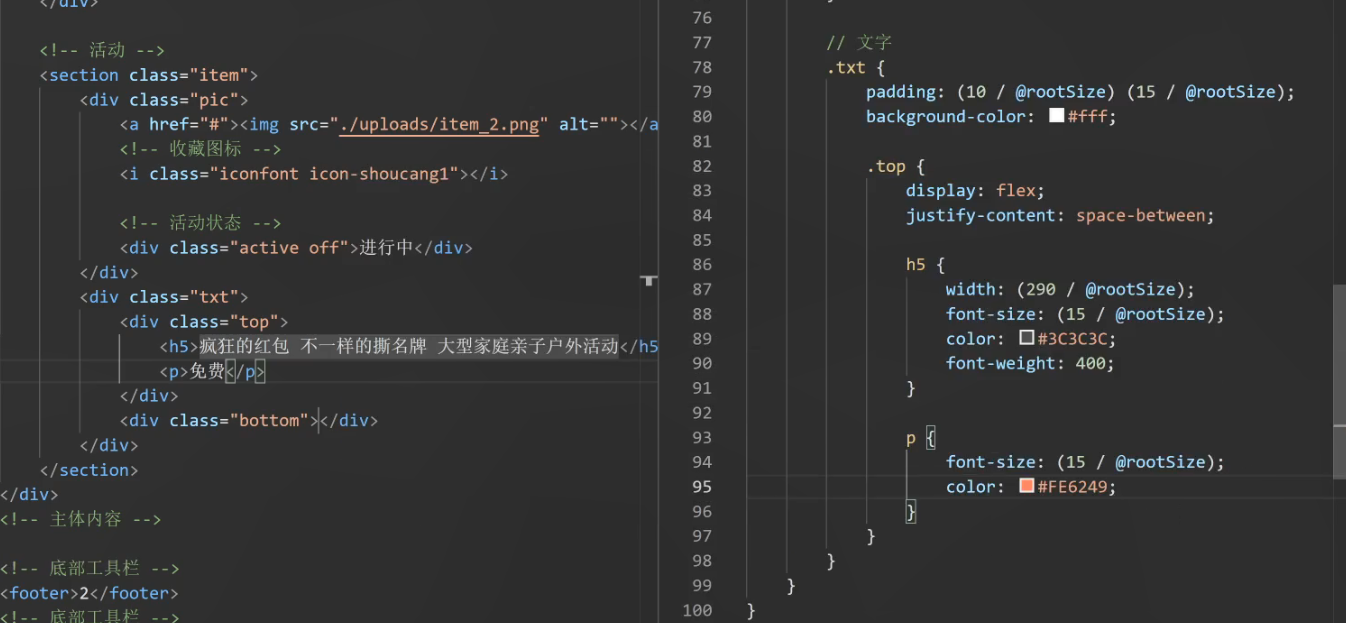 </div>
<!-- 活动 -->
<section class="item">
<div class="pic">
<a href="#"><img src="./uploads/item_2.png" alt=""></a
<!-- 收藏图标 -->
<i class="iconfont icon-shoucang1"></i>
<!-- 活动状态 -->
<div class="active off">进行中</div>
</div>
<div class="txt">
<div class="top">
<h5>疯狂的红包 不一样的撕名牌 大型家庭亲子户外活动</h5
<p>免费</p>
</div>
<div class="bottom"></div>
</div>
</section>
</div>
<!-- 主体内容 -->
<!-- 底部工具栏 -->
<footer>2</footer>
<!-- 底部工具栏 -->
76
77 // 文字
78 .txt {
79 padding: (10 / @rootSize) (15 / @rootSize);
80 background-color: #fff;
81
82 .top {
83 display: flex;
84 justify-content: space-between;
85
86 h5 {
87 width: (290 / @rootSize);
88 font-size: (15 / @rootSize);
89 color: #3C3C3C;
90 font-weight: 400;
91 }
92
93 p {
94 font-size: (15 / @rootSize);
95 color: #FE6249;
96 }
97 }
98 }
99 }
100 }